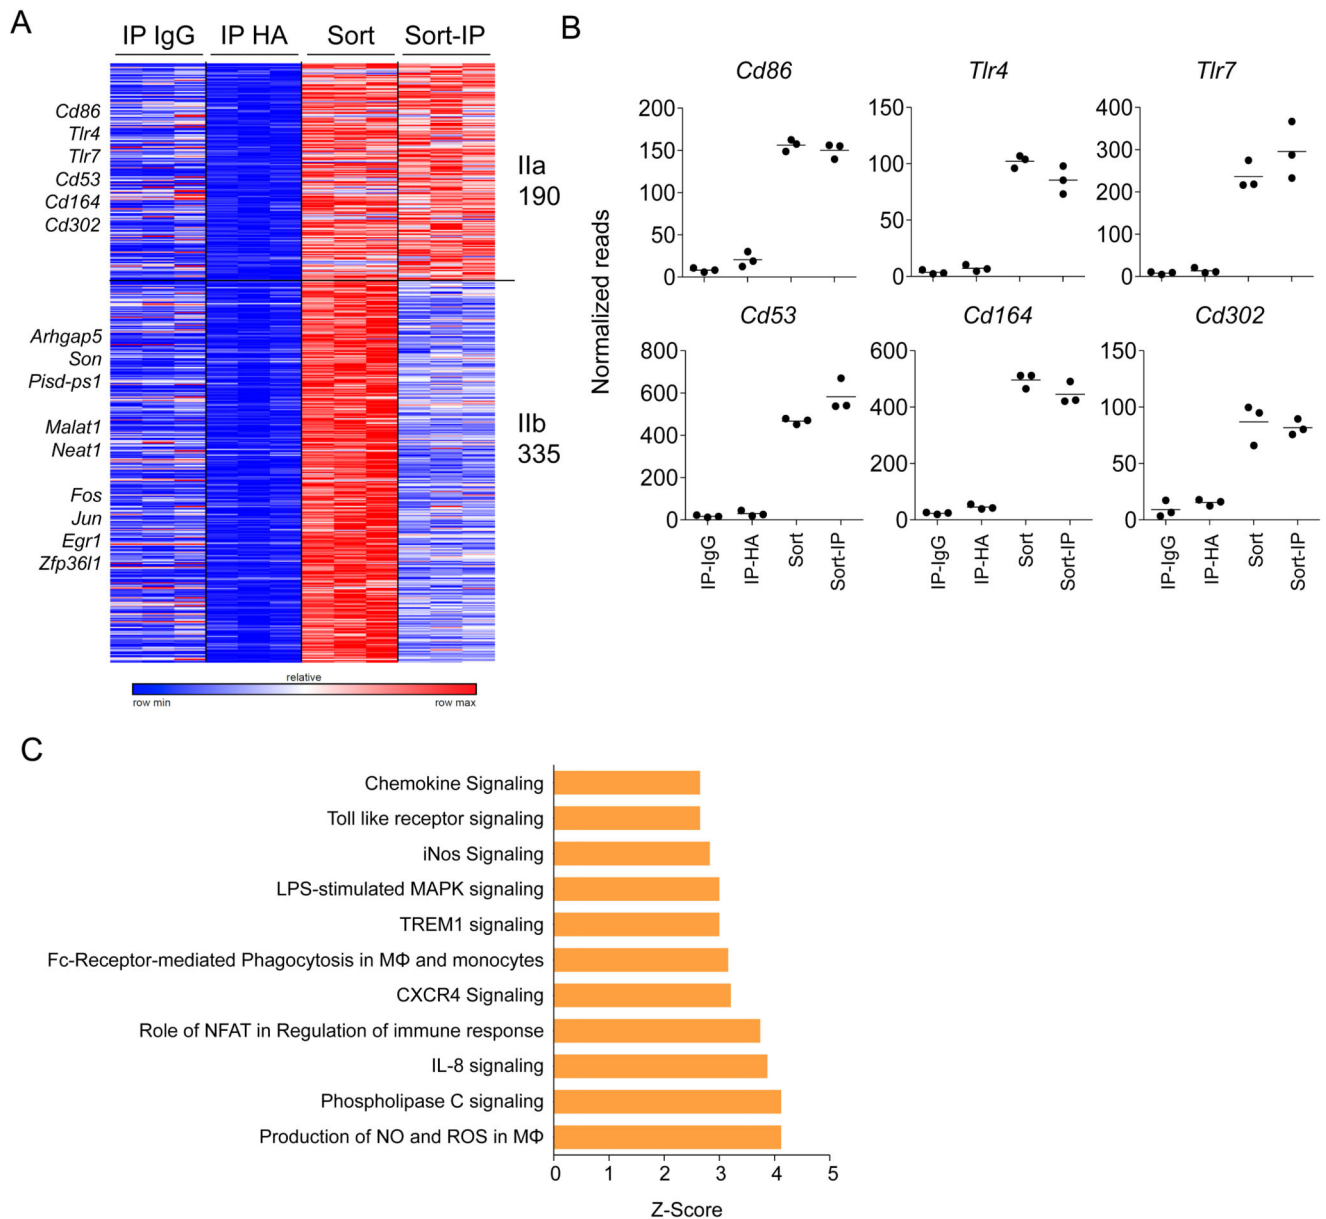 A
IP IgG IP HA Sort Sort-IP
Cd86
Tlr4
Tlr7
Cd53
Cd164
Cd302
IIa
190
Arhgap5
Son
Pisd-ps1
Malat1
Neat1
Fos
Jun
Egr1
Zfp36l1
IIb
335
relative
row min row max
B
Normalized reads
Cd86
200
150
100
50
0
Tlr4
150
100
50
0
Tlr7
400
300
200
100
0
Cd53
800
600
400
200
0
IP-IgG
IP-HA
Sort
Sort-IP
Cd164
600
400
200
0
IP-IgG
IP-HA
Sort
Sort-IP
Cd302
150
100
50
0
IP-IgG
IP-HA
Sort
Sort-IP
C
Chemokine Signaling
Toll like receptor signaling
iNos Signaling
LPS-stimulated MAPK signaling
TREM1 signaling
Fc-Receptor-mediated Phagocytosis in MΦ and monocytes
CXCR4 Signaling
Role of NFAT in Regulation of immune response
IL-8 signaling
Phospholipase C signaling
Production of NO and ROS in MΦ
0 1 2 3 4 5
Z-Score